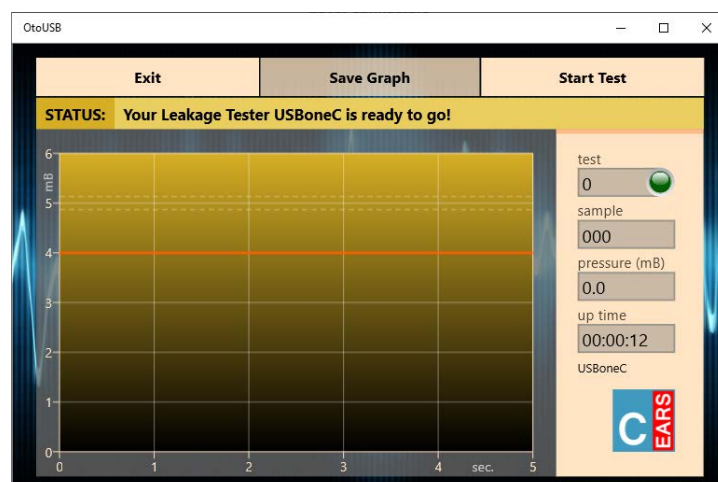 OtoUSB
Exit
Save Graph
Start Test
STATUS: Your Leakage Tester USBoneC is ready to go!
6
mB
5
4
3
2
1
0
0 1 2 3 4 sec. 5
test
0
sample
000
pressure (mB)
0.0
up time
00:00:12
USBoneC
C EARS